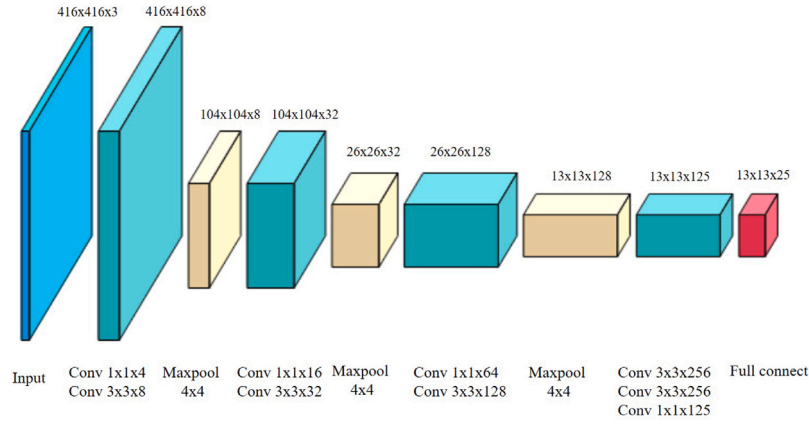 416x416x3
416x416x8
104x104x8
104x104x32
26x26x32
26x26x128
13x13x128
13x13x125
13x13x25
Input
Conv 1x1x4
Conv 3x3x8
Maxpool
4x4
Conv 1x1x16
Conv 3x3x32
Maxpool
4x4
Conv 1x1x64
Conv 3x3x128
Maxpool
4x4
Conv 3x3x256
Conv 3x3x256
Conv 1x1x125
Full connect